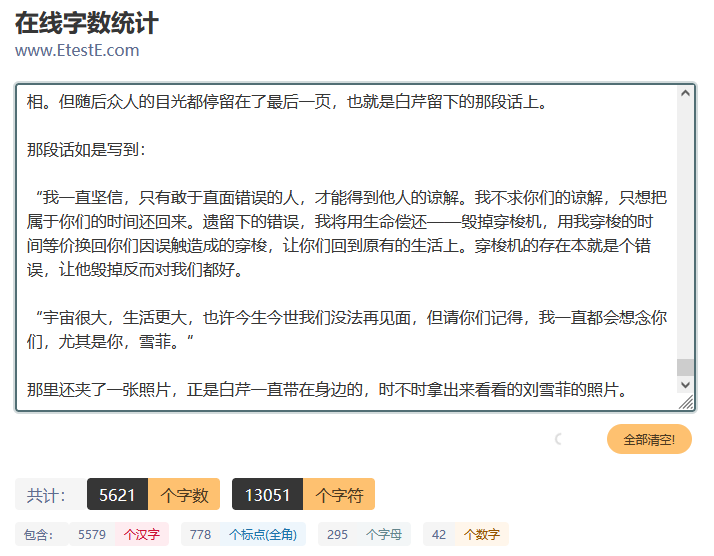 在线字数统计
www.EtestE.com
相。但随后众人的目光都停留在了最后一页，也就是白芹留下的那段话上。
那段话如是写到：
“我一直坚信，只有敢于直面错误的人，才能得到他人的谅解。我不求你们的谅解，只想把
属于你们的时间还回来。遗留下的错误，我将用生命偿还——毁掉穿梭机，用我穿梭的时
间等价换回你们因误触造成的穿梭，让你们回到原有的生活上。穿梭机的存在本就是个错
误，让他毁掉反而对我们都好。
“宇宙很大，生活更大，也许今生今世我们没法再见面，但请你们记得，我一直都会想念你
们，尤其是你，雪菲。“
那里还夹了一张照片，正是白芹一直带在身边的，时不时拿出来看看的刘雪菲的照片。
全部清空!
共计： 5621 个字数 13051 个字符
包含： 5579 个汉字 778 个标点(全角) 295 个字母 42 个数字